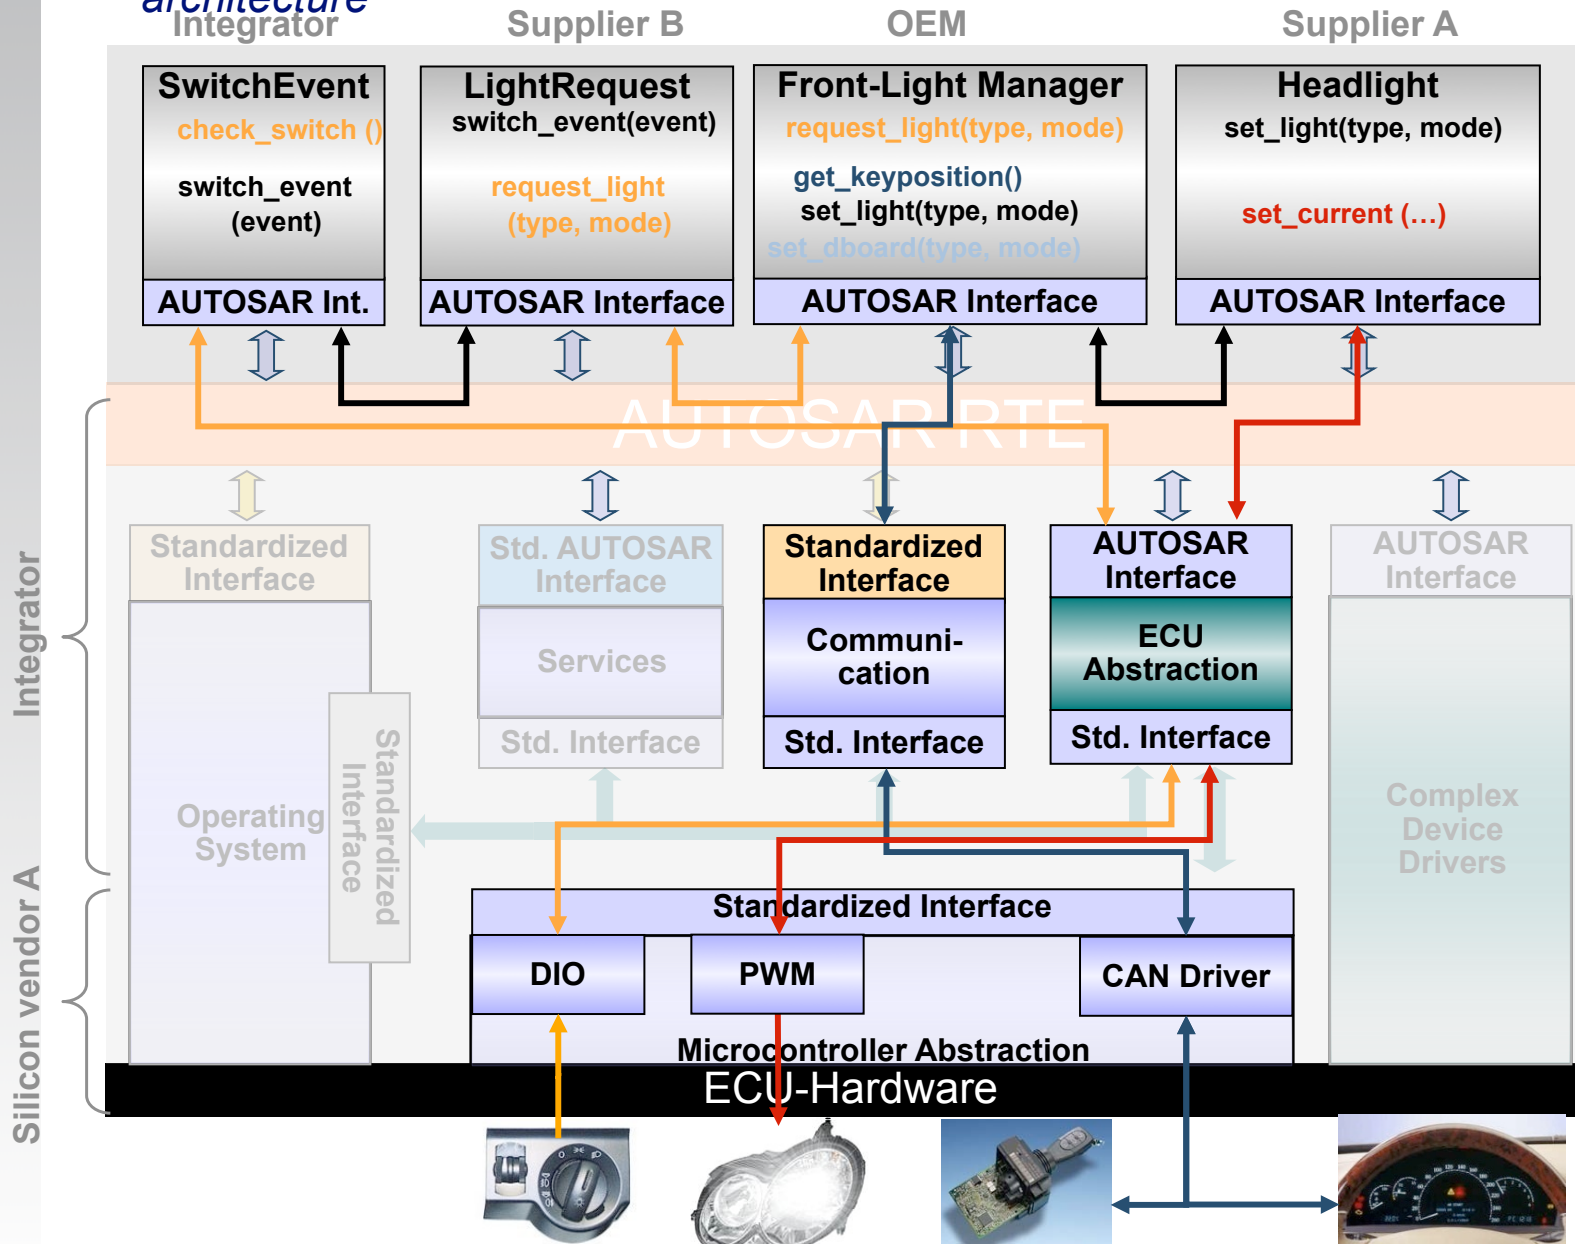 architecture
Integrator
Supplier B
OEM
Supplier A
SwitchEvent
check_switch ()
switch_event
(event)
AUTOSAR Int.
LightRequest
switch_event(event)
request_light
(type, mode)
AUTOSAR Interface
Front-Light Manager
request_light(type, mode)
get_keyposition()
set_light(type, mode)
set_dboard(type, mode)
AUTOSAR Interface
Headlight
set_light(type, mode)
set_current (…)
AUTOSAR Interface
AUTOSAR RTE
Integrator
Silicon vendor A
Standardized
Interface
Operating
System
Standardized
Interface
Std. AUTOSAR
Interface
Services
Std. Interface
Standardized
Interface
Communi-
cation
Std. Interface
AUTOSAR
Interface
ECU
Abstraction
Std. Interface
AUTOSAR
Interface
Complex
Device
Drivers
Standardized Interface
DIO
PWM
CAN Driver
Microcontroller Abstraction
ECU-Hardware